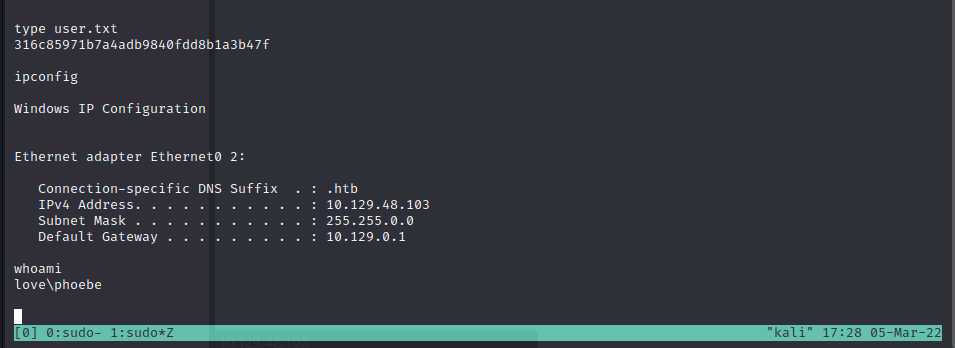 type user.txt
316c85971b7a4adb9840fdd8b1a3b47f
ipconfig
Windows IP Configuration
Ethernet adapter Ethernet0 2:
   Connection-specific DNS Suffix  . : .htb
   IPv4 Address. . . . . . . . . . . : 10.129.48.103
   Subnet Mask . . . . . . . . . . . : 255.255.0.0
   Default Gateway . . . . . . . . . : 10.129.0.1
whoami
love\phoebe
[0] 0:sudo- 1:sudo*Z "kali" 17:28 05-Mar-22